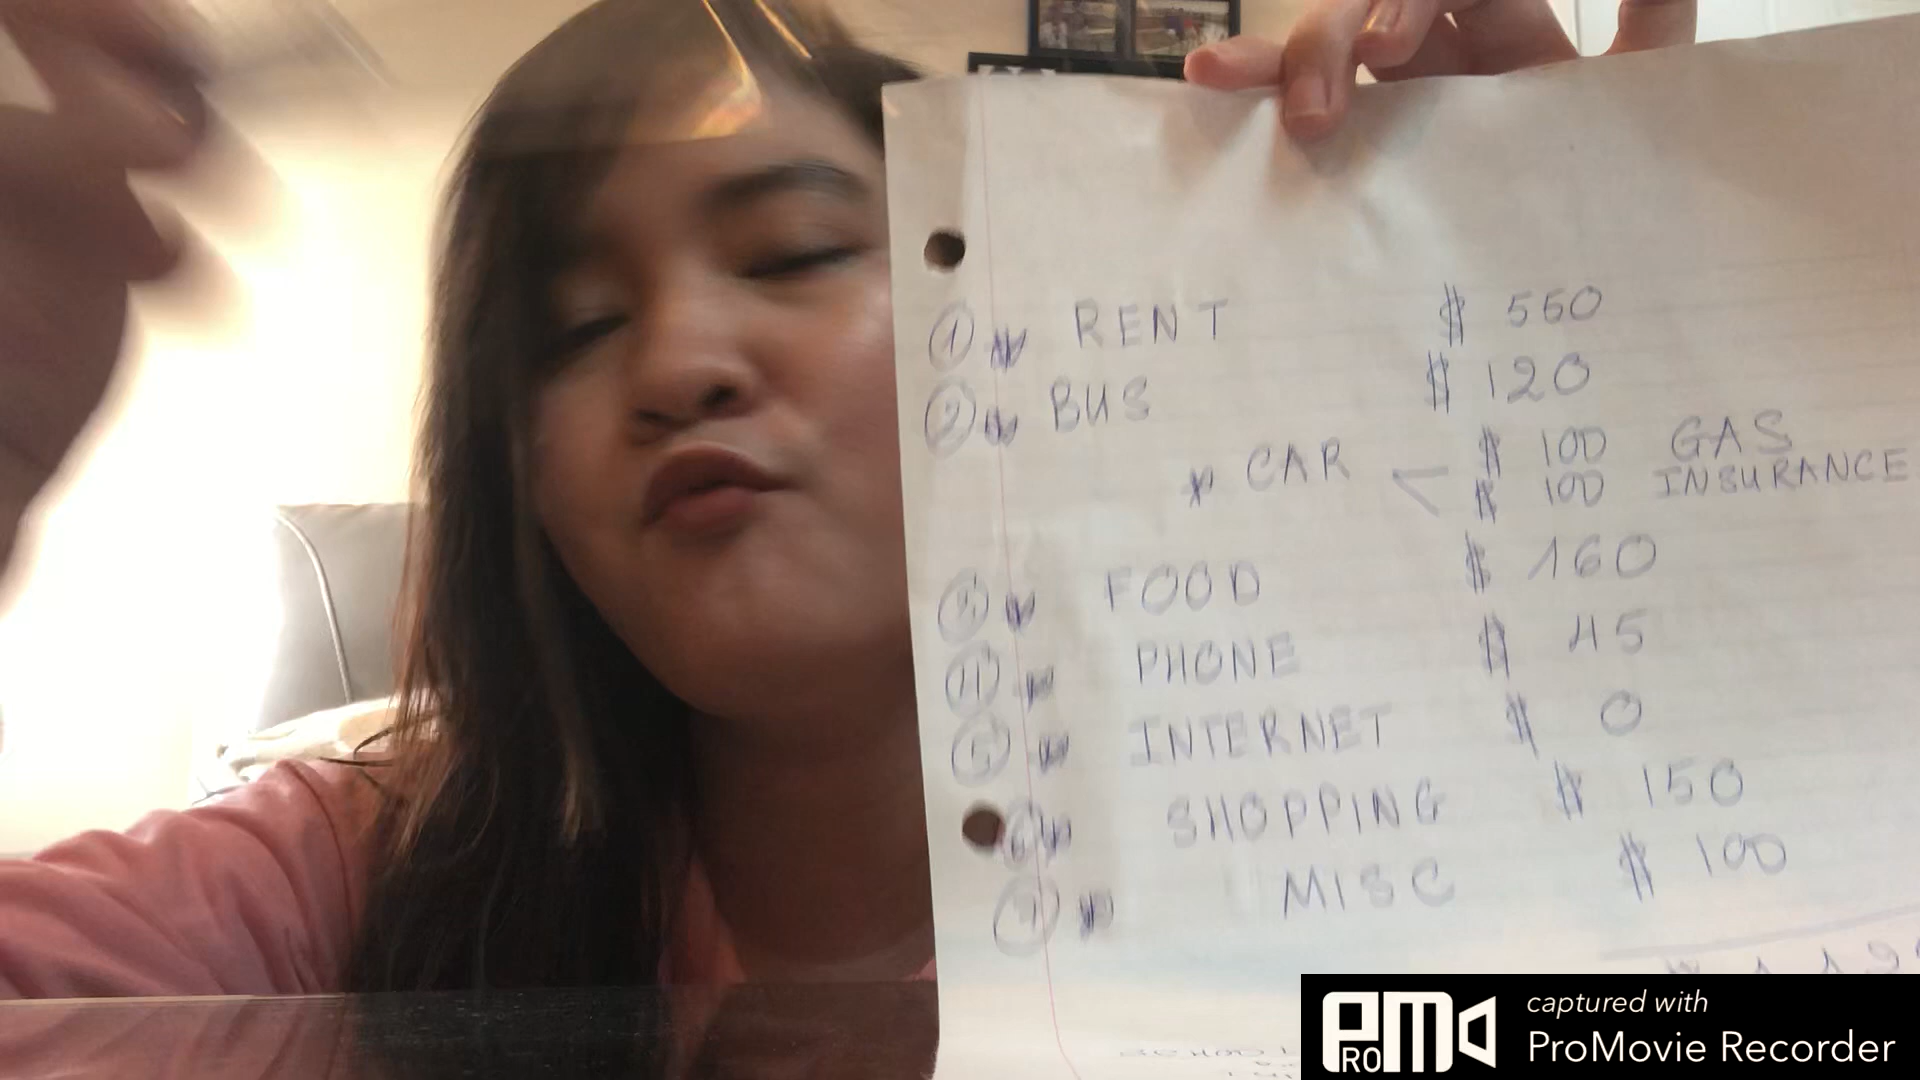 ① RENT $ 550
② BUS $ 120
* CAR < $ 100 GAS
$ 100 INSURANCE
③ FOOD $ 160
④ PHONE $ 45
⑤ INTERNET $ 0
⑥ SHOPPING $ 150
⑦ MISC $ 100
PRO M
captured with
ProMovie Recorder